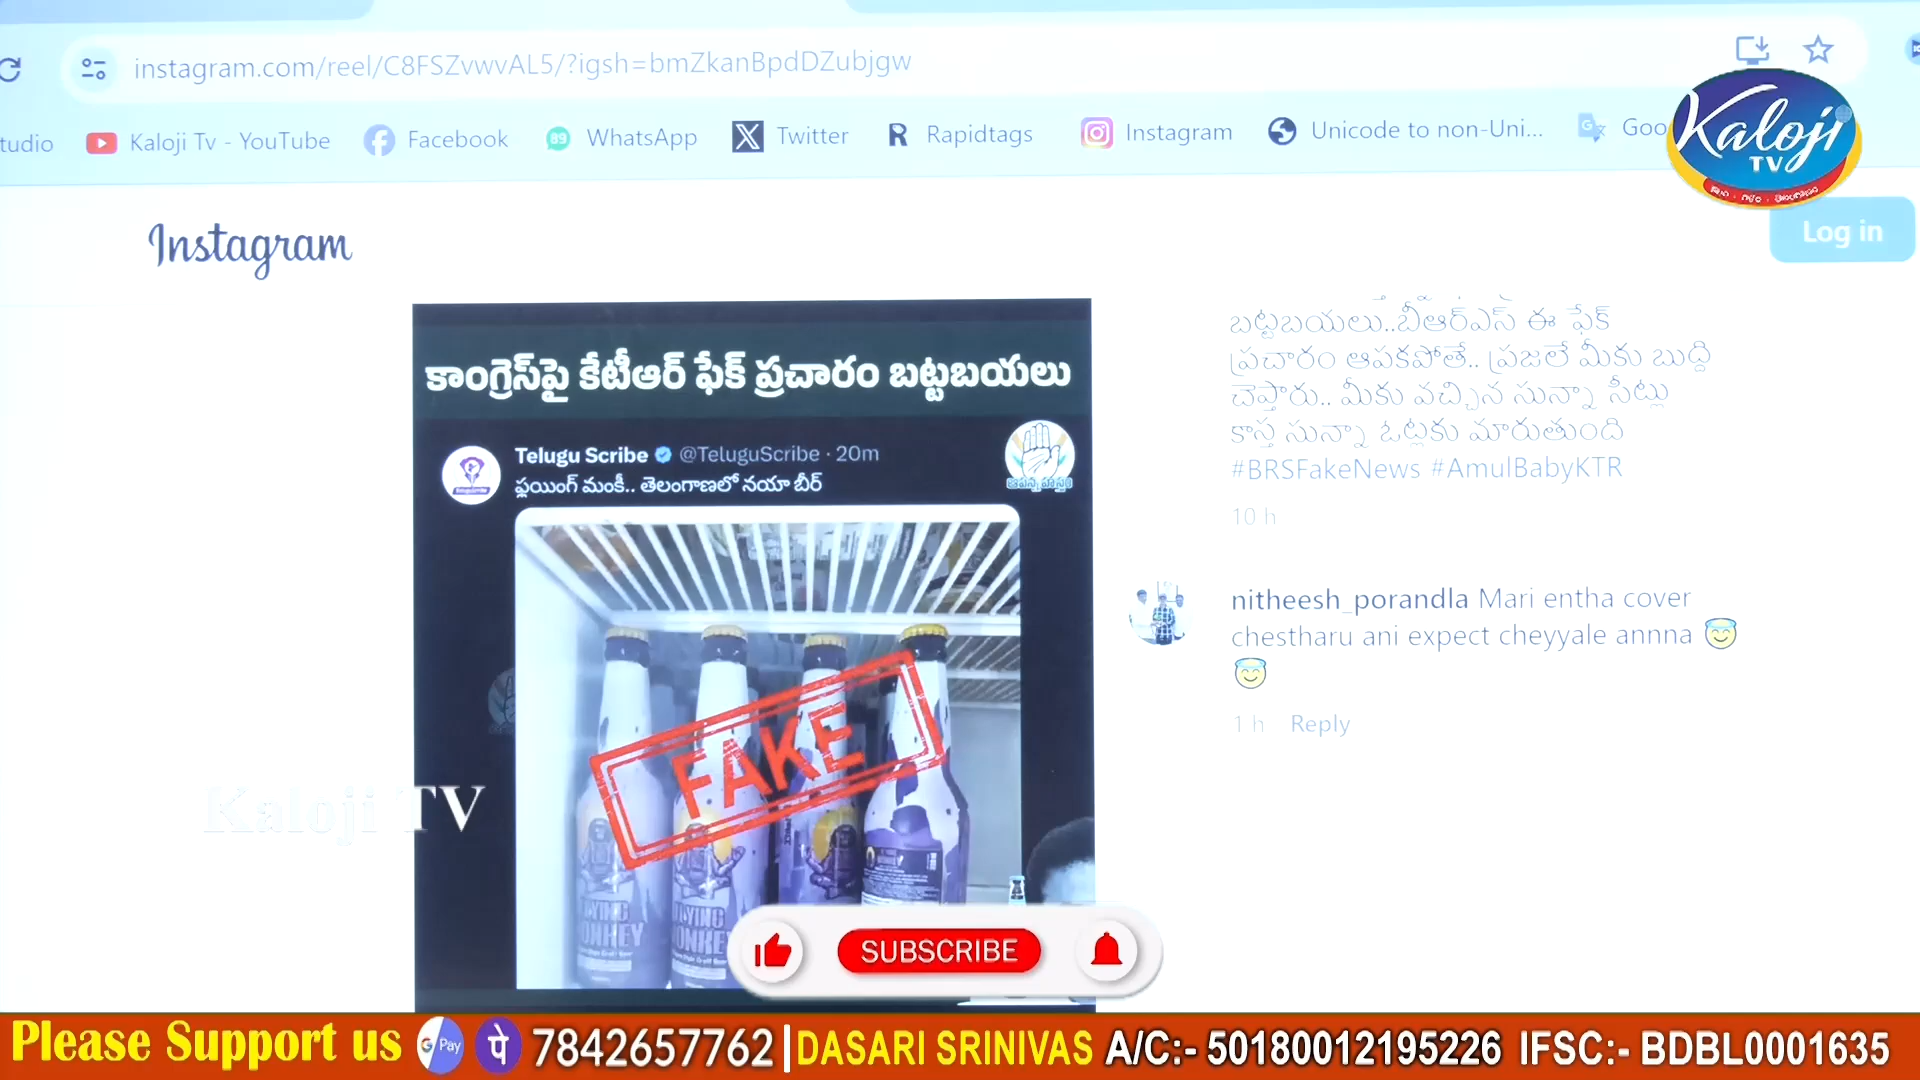 instagram.com/reel/C8FSZvwvAL5/?igsh=bmZkanBpdDZubjgw
tudio Kaloji Tv - YouTube Facebook WhatsApp Twitter Rapidtags Instagram Unicode to non-Uni... Goo
Kaloji
TV
Instagram
Log in
కాంగ్రెస్‌పై కేటీఆర్ ఫేక్ ప్రచారం బట్టబయలు
Telugu Scribe @TeluguScribe · 20m
ఫ్లయింగ్ మంకీ.. తెలంగాణలో నయా బీర్
FAKE
బట్టబయలు..బీఆర్ఎస్ ఈ ఫేక్
ప్రచారం ఆపకపోతే.. ప్రజలే మీకు బుద్ధి
చెప్తారు.. మీకు వచ్చిన సున్నా సీట్లు
కాస్త సున్నా ఓట్లకు మారుతుంది
#BRSFakeNews #AmulBabyKTR
10 h
nitheesh_porandla Mari entha cover
chestharu ani expect cheyyale annna 😇
😇
1 h Reply
Kaloji TV
SUBSCRIBE
Please Support us G Pay पे 7842657762 | DASARI SRINIVAS A/C:- 50180012195226 IFSC:- BDBL0001635